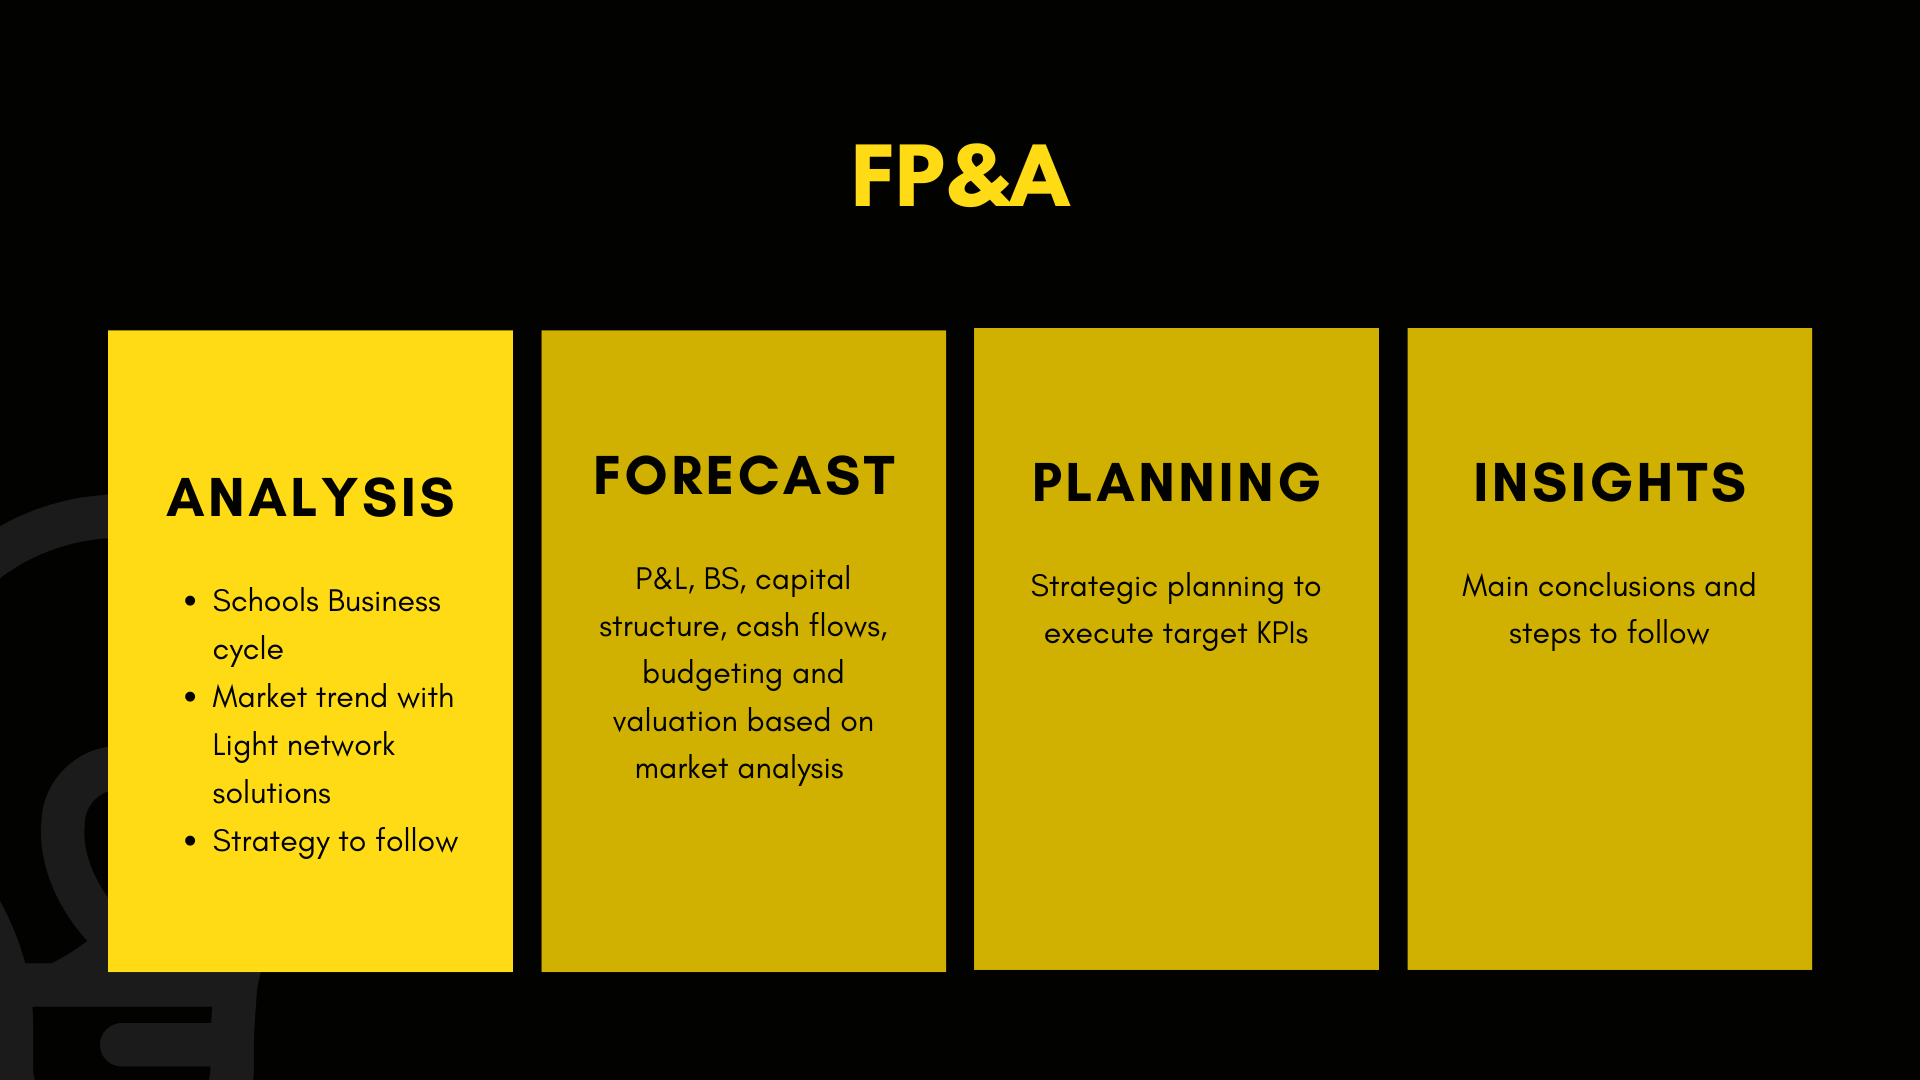 FP&A
ANALYSIS
• Schools Business
cycle
• Market trend with
Light network
solutions
• Strategy to follow
FORECAST
P&L, BS, capital
structure, cash flows,
budgeting and
valuation based on
market analysis
PLANNING
Strategic planning to
execute target KPIs
INSIGHTS
Main conclusions and
steps to follow